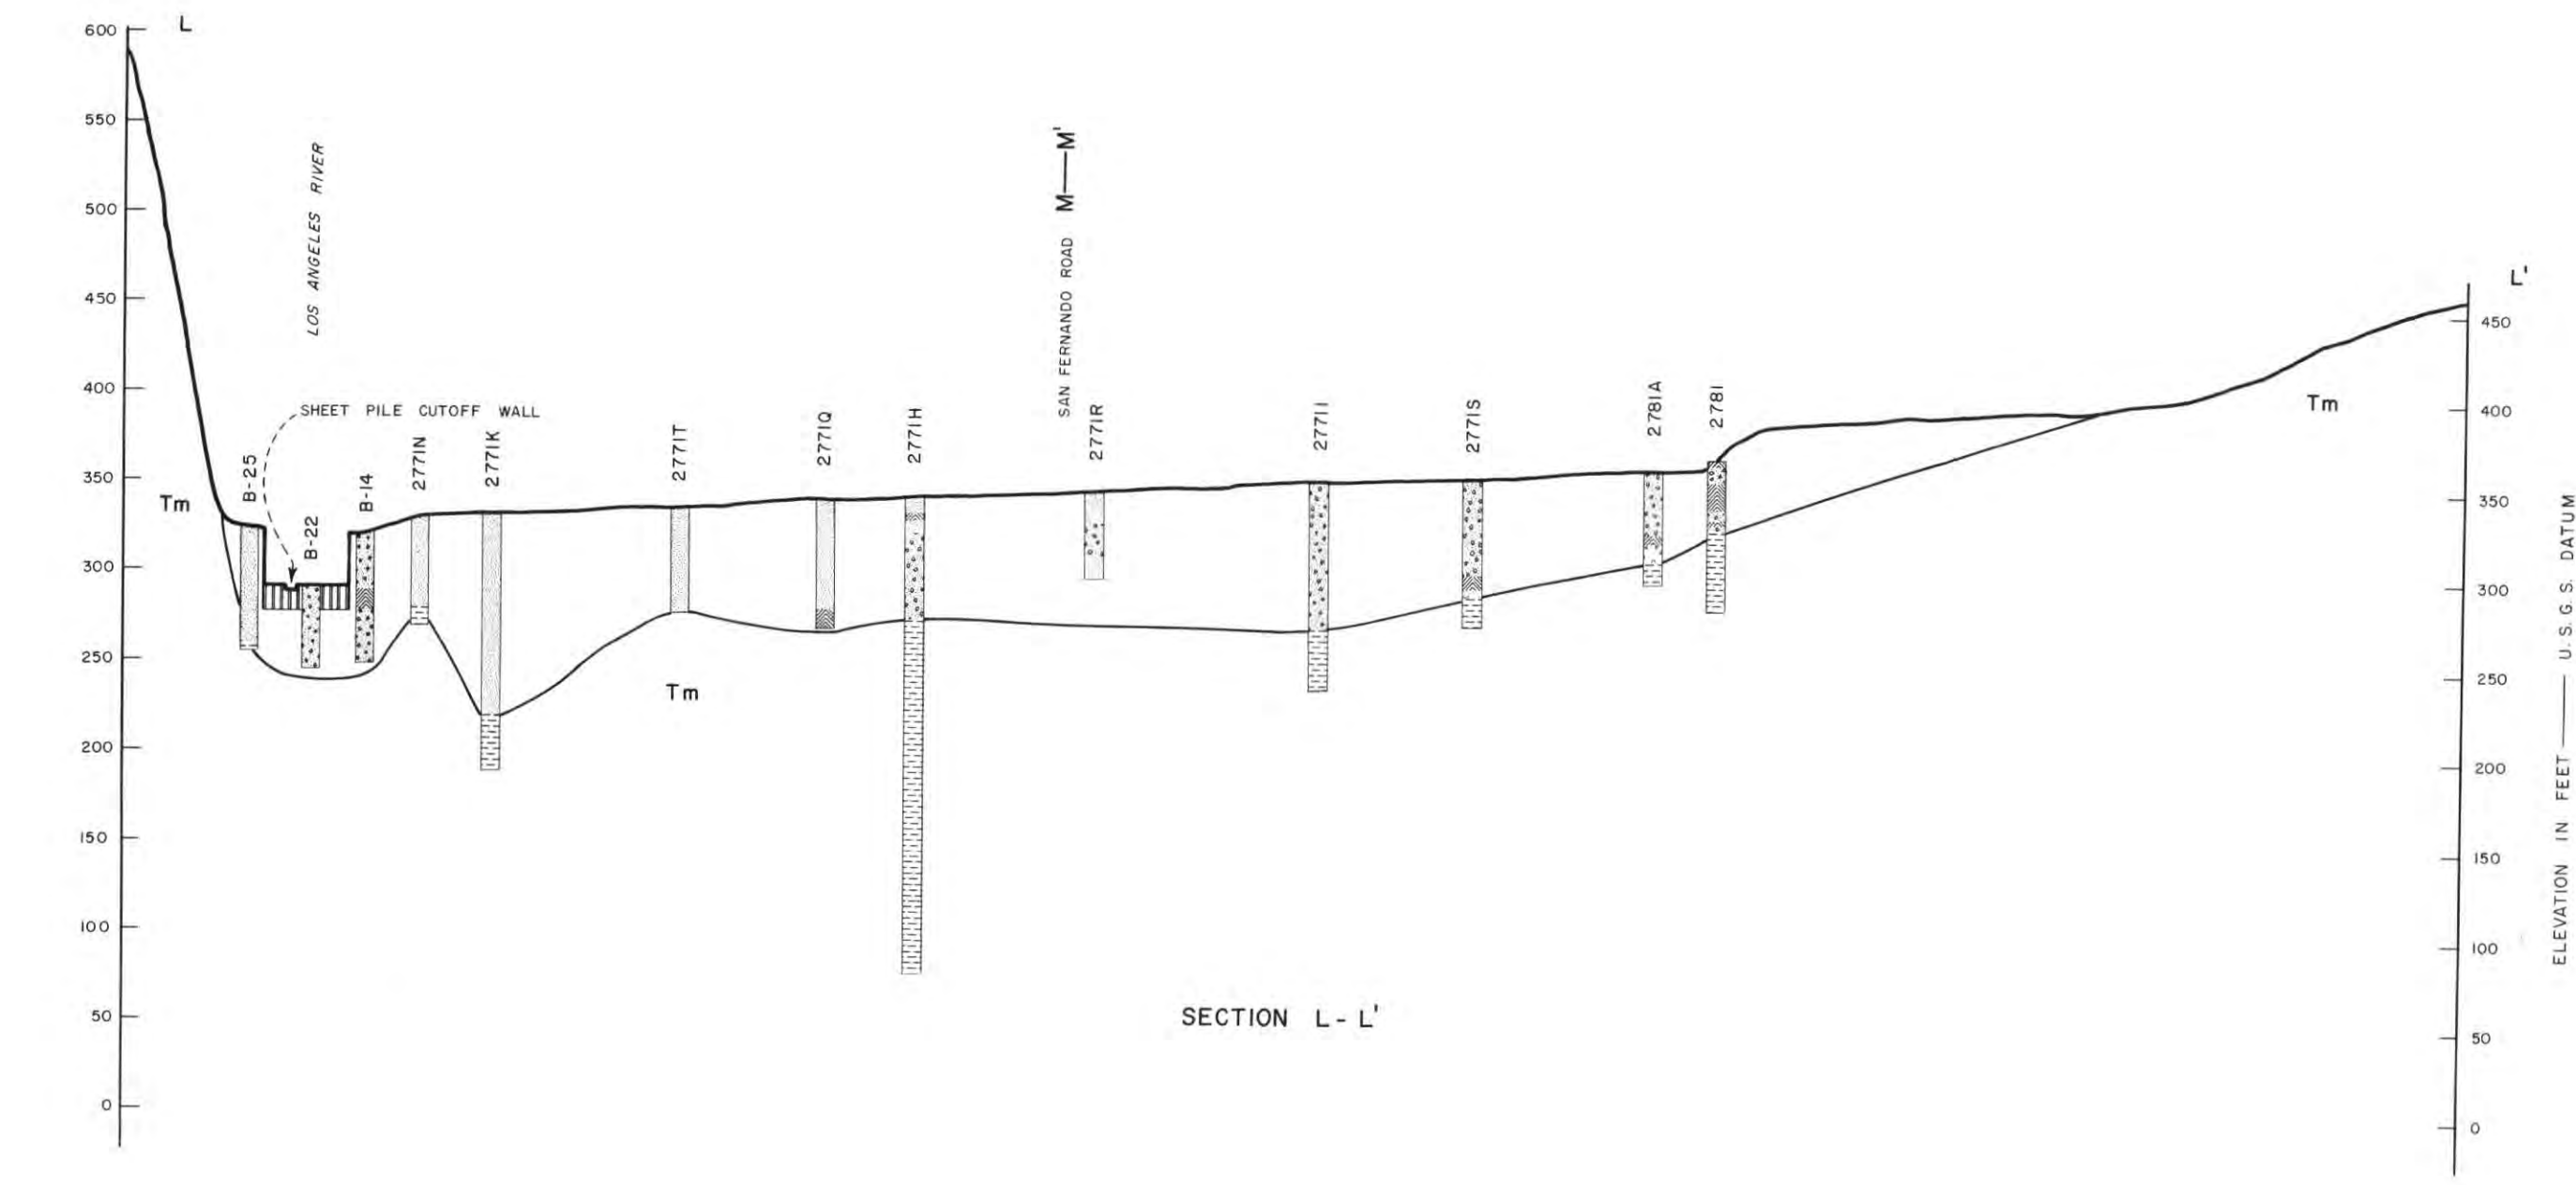 L
600
550
500
450
400
350
300
250
200
150
100
50
0
Tm
LOS ANGELES RIVER
SHEET PILE CUTOFF WALL
B-25
B-22
B-14
2771N
2771K
2771T
Tm
2771Q
2771H
SAN FERNANDO ROAD M——M'
2771R
2771I
2771S
2781A
2781
Tm
L'
450
400
350
300
250
200
150
100
50
0
ELEVATION IN FEET —— U.S.G.S. DATUM
SECTION L-L'